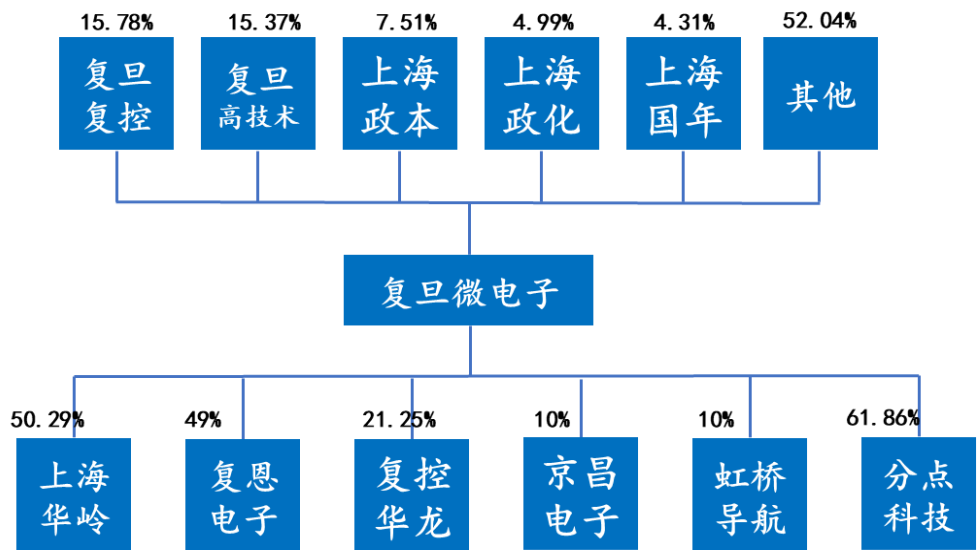 15.78%
15.37%
7.51%
4.99%
4.31%
52.04%
复旦
复控
复旦
高技术
上海
政本
上海
政化
上海
国年
其他
复旦微电子
50.29%
49%
21.25%
10%
10%
61.86%
上海
华岭
复恩
电子
复控
华龙
京昌
电子
虹桥
导航
分点
科技